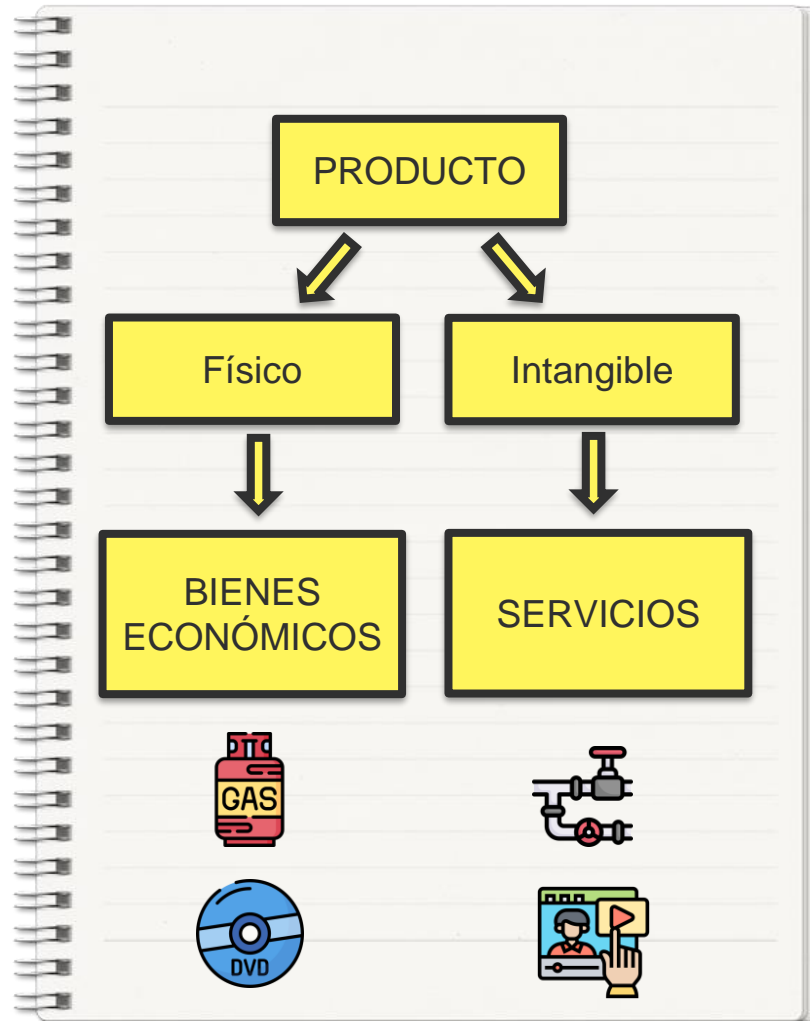 PRODUCTO
Físico
Intangible
BIENES
ECONÓMICOS
SERVICIOS
GAS
DVD